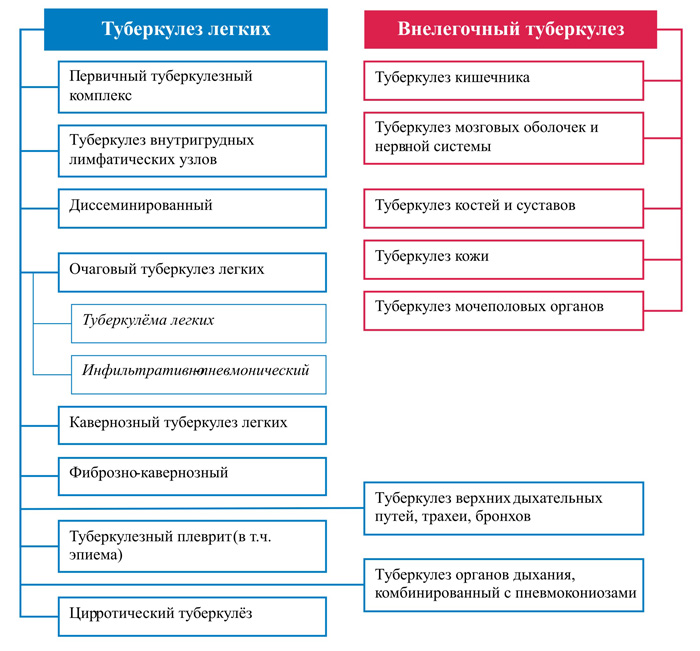 Туберкулез легких
Первичный туберкулезный
комплекс
Туберкулез внутригрудных
лимфатических узлов
Диссеминированный
Очаговый туберкулез легких
Туберкулёма легких
Инфильтративно-пневмонический
Кавернозный туберкулез легких
Фиброзно-кавернозный
Туберкулезный плеврит (в т.ч.
эпиема)
Цирротический туберкулёз
Внелегочный туберкулез
Туберкулез кишечника
Туберкулез мозговых оболочек и
нервной системы
Туберкулез костей и суставов
Туберкулез кожи
Туберкулез мочеполовых органов
Туберкулез верхних дыхательных
путей, трахеи, бронхов
Туберкулез органов дыхания,
комбинированный с пневмокониозами